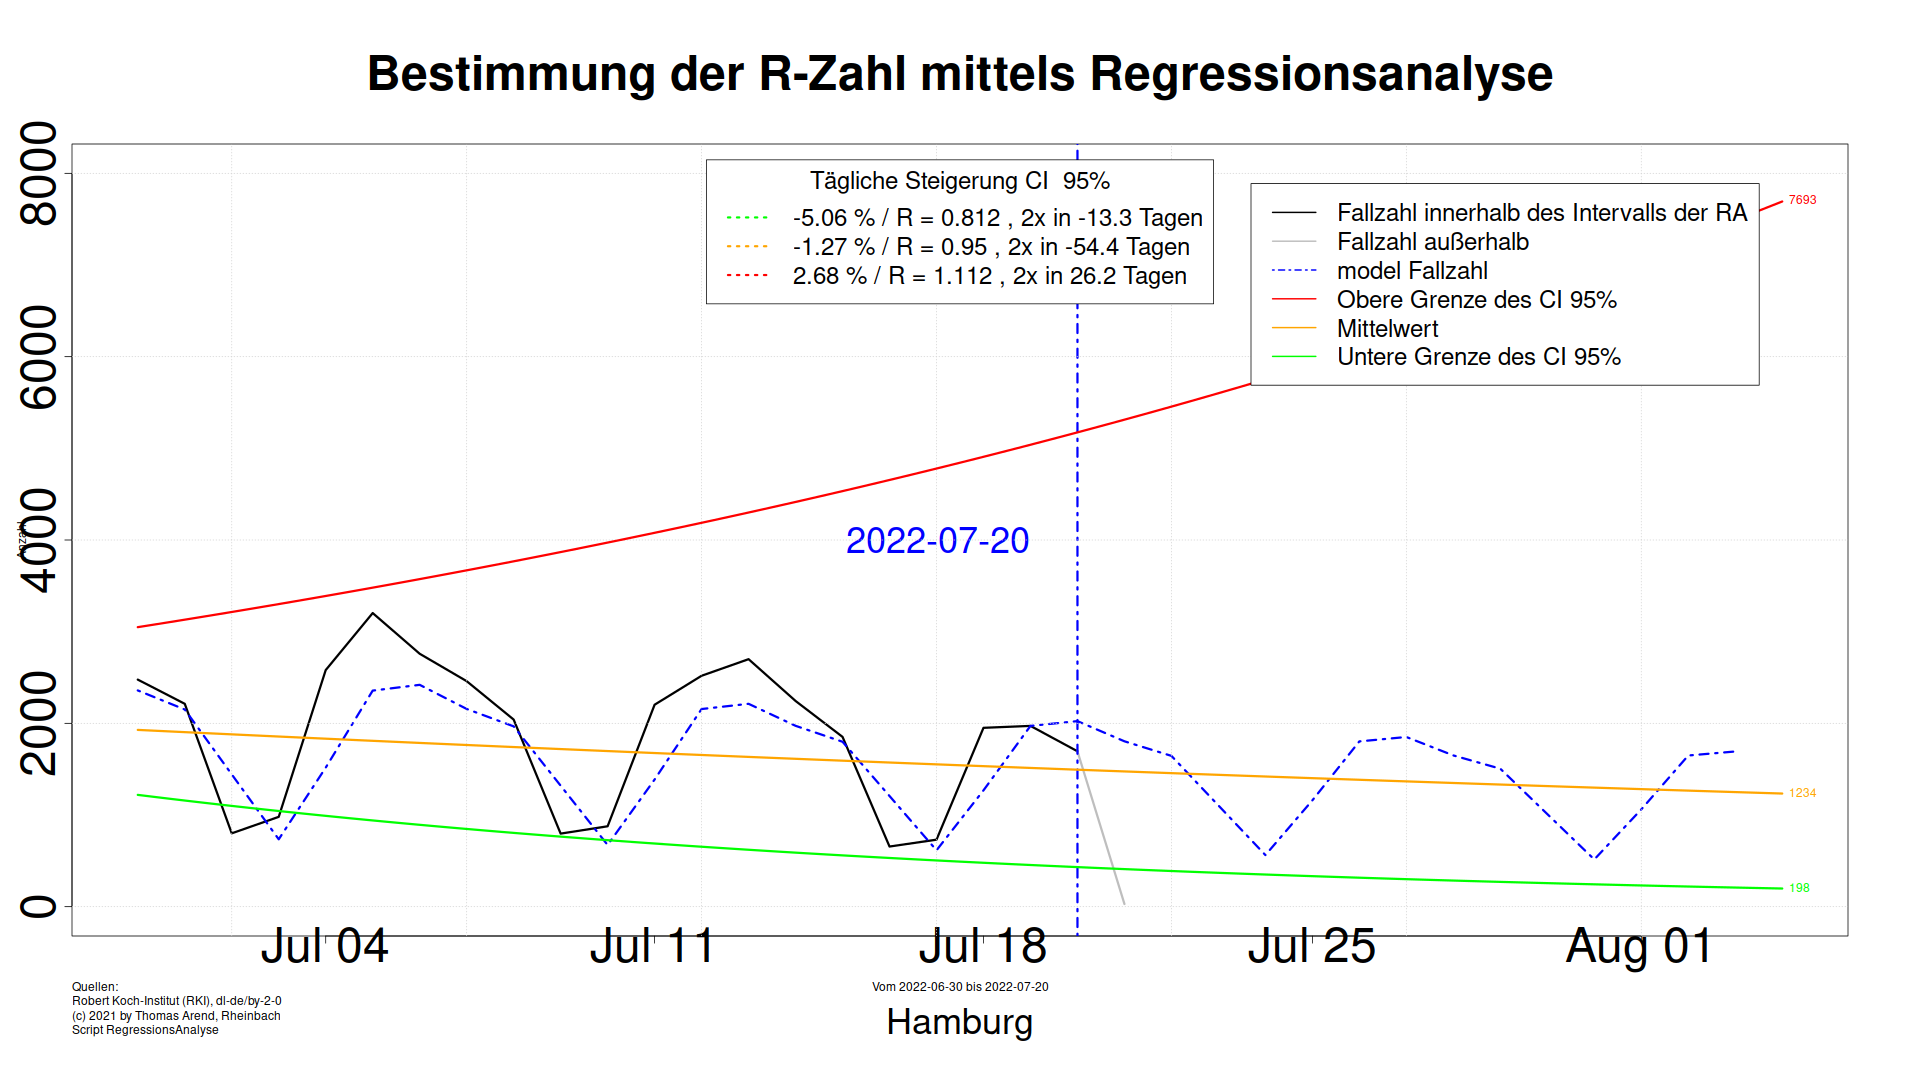 Bestimmung der R-Zahl mittels Regressionsanalyse
Tägliche Steigerung CI 95%
-5.06 % / R = 0.812 , 2x in -13.3 Tagen
-1.27 % / R = 0.95 , 2x in -54.4 Tagen
2.68 % / R = 1.112 , 2x in 26.2 Tagen
Fallzahl innerhalb des Intervalls der RA
Fallzahl außerhalb
model Fallzahl
Obere Grenze des CI 95%
Mittelwert
Untere Grenze des CI 95%
7693
8000
6000
4000
2000
0
Anzahl
2022-07-20
1234
198
Jul 04
Jul 11
Jul 18
Jul 25
Aug 01
Quellen:
Robert Koch-Institut (RKI), dl-de/by-2-0
(c) 2021 by Thomas Arend, Rheinbach
Script RegressionsAnalyse
Vom 2022-06-30 bis 2022-07-20
Hamburg